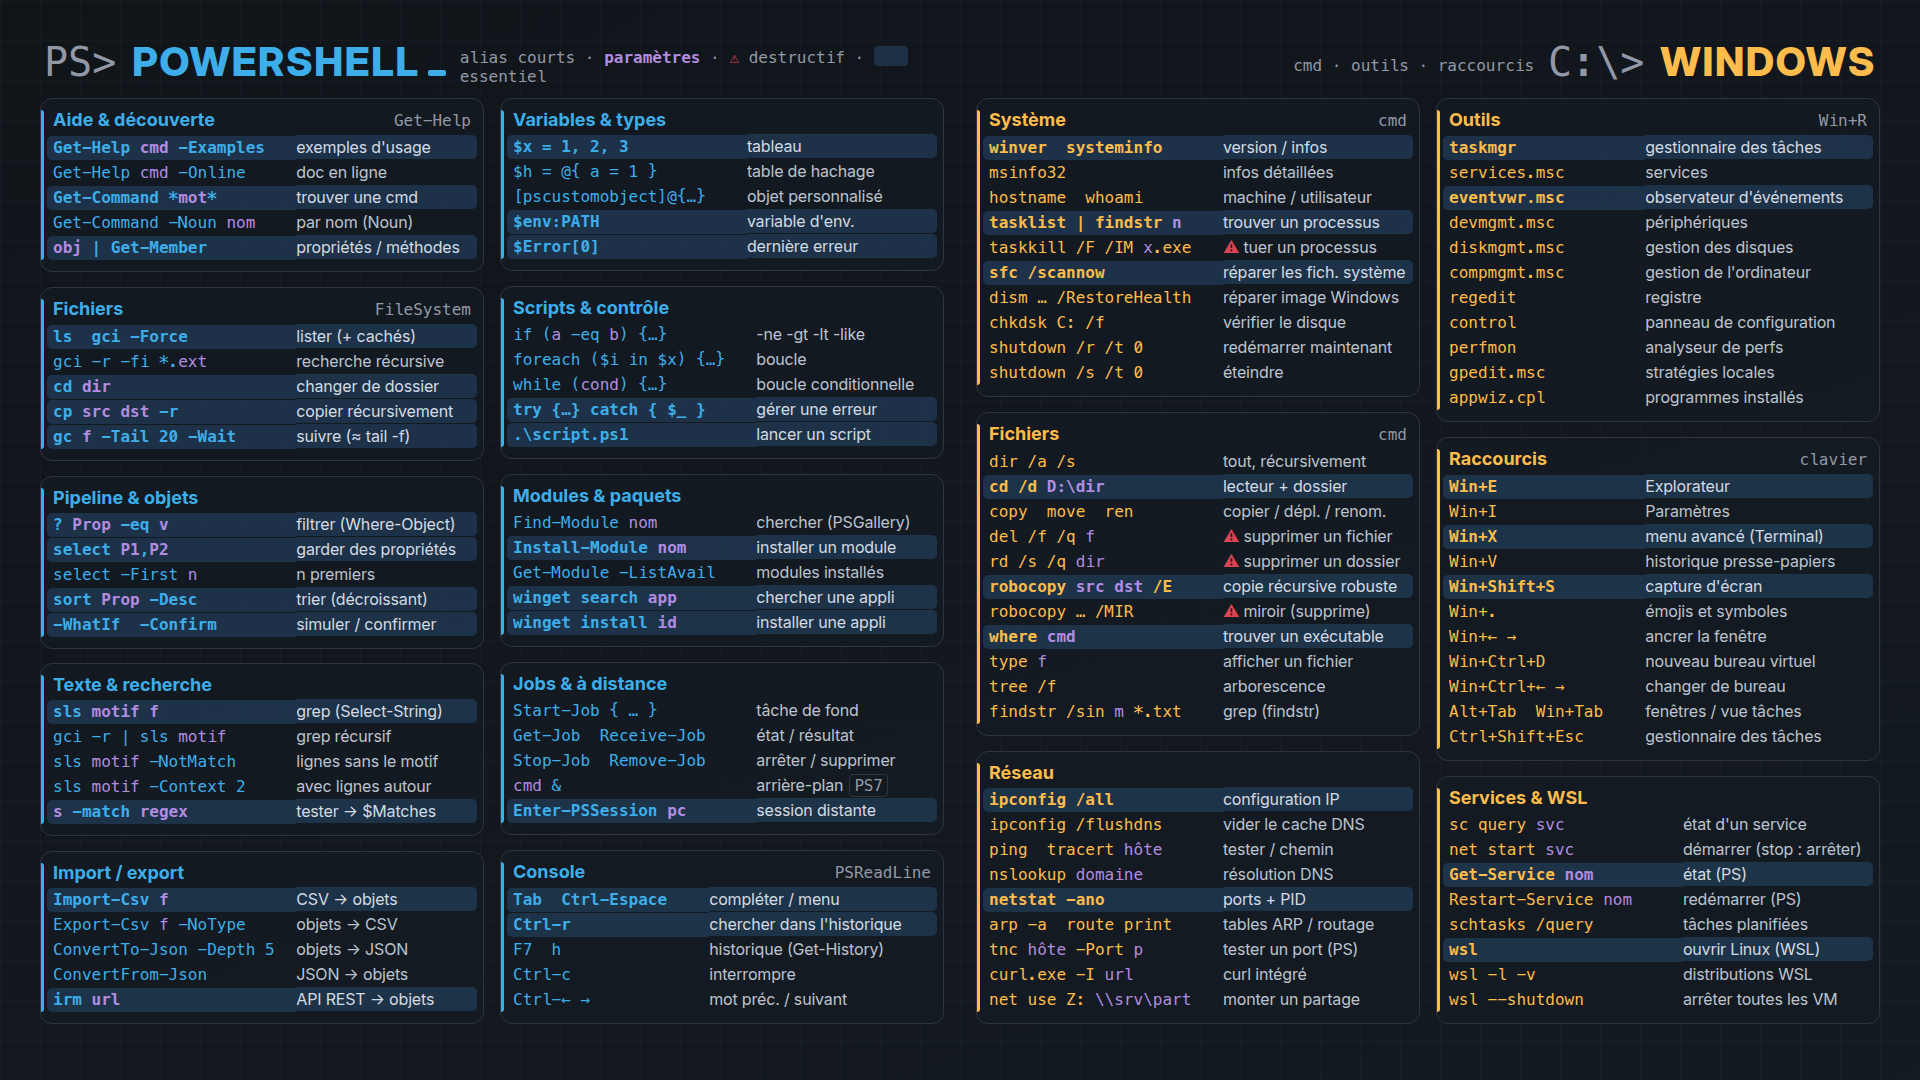 PS> POWERSHELL_
alias courts · paramètres · ⚠ destructif ·
essentiel
Aide & découverte Get-Help
Get-Help cmd -Examples exemples d'usage
Get-Help cmd -Online doc en ligne
Get-Command *mot* trouver une cmd
Get-Command -Noun nom par nom (Noun)
obj | Get-Member propriétés / méthodes
Fichiers FileSystem
ls gci -Force lister (+ cachés)
gci -r -fi *.ext recherche récursive
cd dir changer de dossier
cp src dst -r copier récursivement
gc f -Tail 20 -Wait suivre (≈ tail -f)
Pipeline & objets
? Prop -eq v filtrer (Where-Object)
select P1,P2 garder des propriétés
select -First n n premiers
sort Prop -Desc trier (décroissant)
-WhatIf -Confirm simuler / confirmer
Texte & recherche
sls motif f grep (Select-String)
gci -r | sls motif grep récursif
sls motif -NotMatch lignes sans le motif
sls motif -Context 2 avec lignes autour
s -match regex tester → $Matches
Import / export
Import-Csv f CSV → objets
Export-Csv f -NoType objets → CSV
ConvertTo-Json -Depth 5 objets → JSON
ConvertFrom-Json JSON → objets
irm url API REST → objets
Variables & types
$x = 1, 2, 3 tableau
$h = @{ a = 1 } table de hachage
[pscustomobject]@{…} objet personnalisé
$env:PATH variable d'env.
$Error[0] dernière erreur
Scripts & contrôle
if (a -eq b) {…} -ne -gt -lt -like
foreach ($i in $x) {…} boucle
while (cond) {…} boucle conditionnelle
try {…} catch { $_ } gérer une erreur
.\script.ps1 lancer un script
Modules & paquets
Find-Module nom chercher (PSGallery)
Install-Module nom installer un module
Get-Module -ListAvail modules installés
winget search app chercher une appli
winget install id installer une appli
Jobs & à distance
Start-Job { … } tâche de fond
Get-Job Receive-Job état / résultat
Stop-Job Remove-Job arrêter / supprimer
cmd & arrière-plan PS7
Enter-PSSession pc session distante
Console PSReadLine
Tab Ctrl-Espace compléter / menu
Ctrl-r chercher dans l'historique
F7 h historique (Get-History)
Ctrl-c interrompre
Ctrl-← → mot préc. / suivant
cmd · outils · raccourcis C:\> WINDOWS
Système cmd
winver systeminfo version / infos
msinfo32 infos détaillées
hostname whoami machine / utilisateur
tasklist | findstr n trouver un processus
taskkill /F /IM x.exe ⚠ tuer un processus
sfc /scannow réparer les fich. système
dism … /RestoreHealth réparer image Windows
chkdsk C: /f vérifier le disque
shutdown /r /t 0 redémarrer maintenant
shutdown /s /t 0 éteindre
Fichiers cmd
dir /a /s tout, récursivement
cd /d D:\dir lecteur + dossier
copy move ren copier / dépl. / renom.
del /f /q f ⚠ supprimer un fichier
rd /s /q dir ⚠ supprimer un dossier
robocopy src dst /E copie récursive robuste
robocopy … /MIR ⚠ miroir (supprime)
where cmd trouver un exécutable
type f afficher un fichier
tree /f arborescence
findstr /sin m *.txt grep (findstr)
Réseau
ipconfig /all configuration IP
ipconfig /flushdns vider le cache DNS
ping tracert hôte tester / chemin
nslookup domaine résolution DNS
netstat -ano ports + PID
arp -a route print tables ARP / routage
tnc hôte -Port p tester un port (PS)
curl.exe -I url curl intégré
net use Z: \\srv\part monter un partage
Outils Win+R
taskmgr gestionnaire des tâches
services.msc services
eventvwr.msc observateur d'événements
devmgmt.msc périphériques
diskmgmt.msc gestion des disques
compmgmt.msc gestion de l'ordinateur
regedit registre
control panneau de configuration
perfmon analyseur de perfs
gpedit.msc stratégies locales
appwiz.cpl programmes installés
Raccourcis clavier
Win+E Explorateur
Win+I Paramètres
Win+X menu avancé (Terminal)
Win+V historique presse-papiers
Win+Shift+S capture d'écran
Win+. émojis et symboles
Win+← → ancrer la fenêtre
Win+Ctrl+D nouveau bureau virtuel
Win+Ctrl+← → changer de bureau
Alt+Tab Win+Tab fenêtres / vue tâches
Ctrl+Shift+Esc gestionnaire des tâches
Services & WSL
sc query svc état d'un service
net start svc démarrer (stop : arrêter)
Get-Service nom état (PS)
Restart-Service nom redémarrer (PS)
schtasks /query tâches planifiées
wsl ouvrir Linux (WSL)
wsl -l -v distributions WSL
wsl --shutdown arrêter toutes les VM